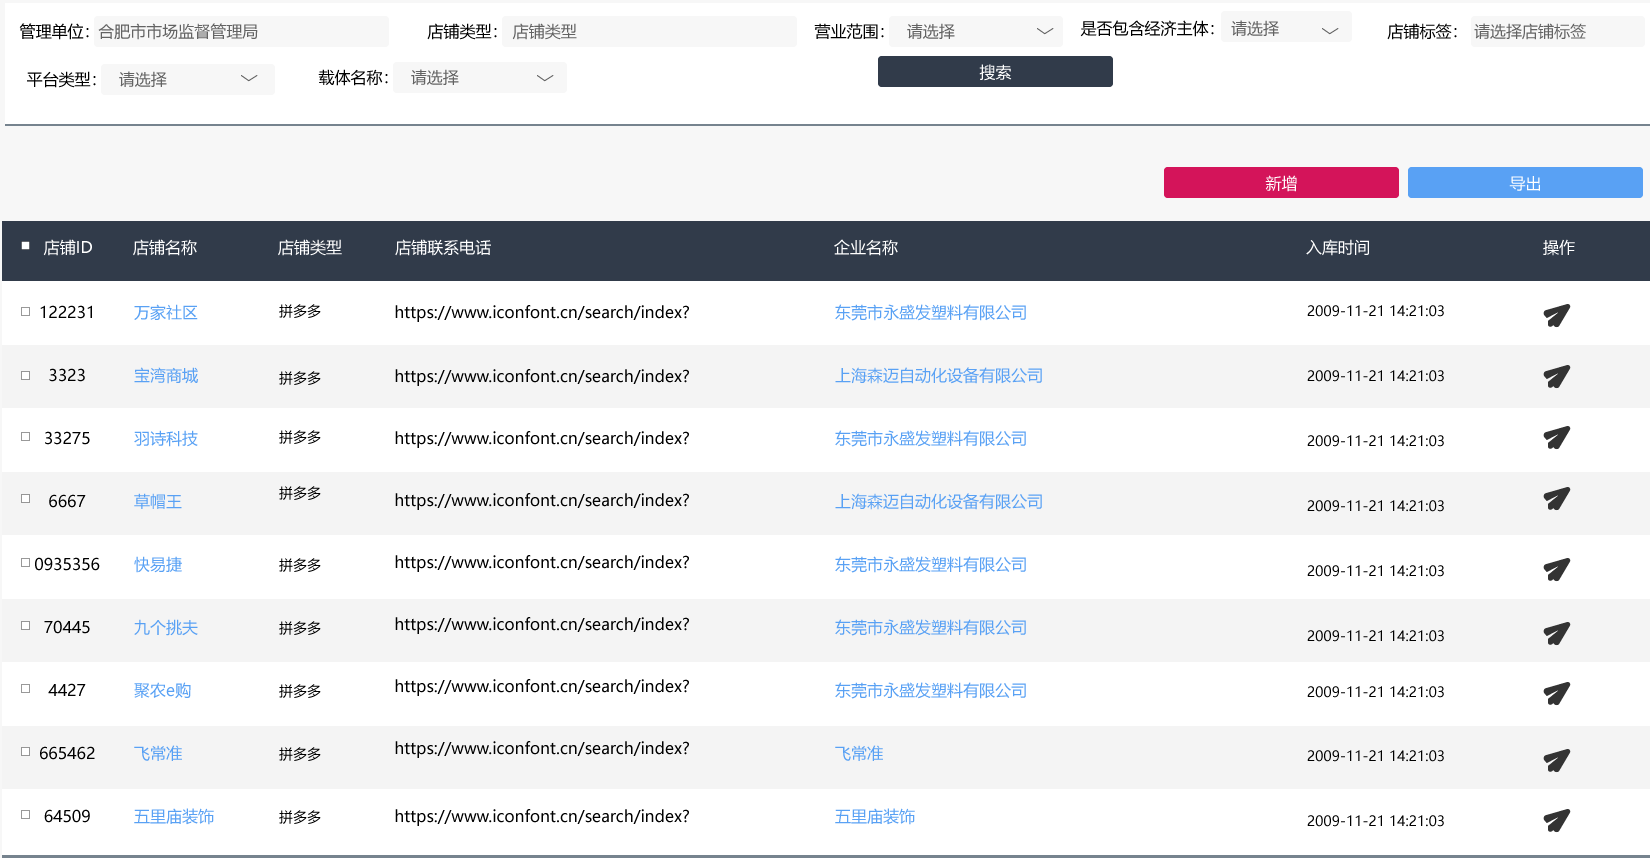 管理单位： 合肥市市场监督管理局 店铺类型： 店铺类型 营业范围： 请选择 是否包含经济主体： 请选择 店铺标签： 请选择店铺标签
平台类型： 请选择 载体名称： 请选择 搜索
新增 导出
店铺ID 店铺名称 店铺类型 店铺联系电话 企业名称 入库时间 操作
122231 万家社区 拼多多 https://www.iconfont.cn/search/index? 东莞市永盛发塑料有限公司 2009-11-21 14:21:03
3323 宝湾商城 拼多多 https://www.iconfont.cn/search/index? 上海森迈自动化设备有限公司 2009-11-21 14:21:03
33275 羽诗科技 拼多多 https://www.iconfont.cn/search/index? 东莞市永盛发塑料有限公司 2009-11-21 14:21:03
6667 草帽王 拼多多 https://www.iconfont.cn/search/index? 上海森迈自动化设备有限公司 2009-11-21 14:21:03
0935356 快易捷 拼多多 https://www.iconfont.cn/search/index? 东莞市永盛发塑料有限公司 2009-11-21 14:21:03
70445 九个挑夫 拼多多 https://www.iconfont.cn/search/index? 东莞市永盛发塑料有限公司 2009-11-21 14:21:03
4427 聚农e购 拼多多 https://www.iconfont.cn/search/index? 东莞市永盛发塑料有限公司 2009-11-21 14:21:03
665462 飞常准 拼多多 https://www.iconfont.cn/search/index? 飞常准 2009-11-21 14:21:03
64509 五里庙装饰 拼多多 https://www.iconfont.cn/search/index? 五里庙装饰 2009-11-21 14:21:03